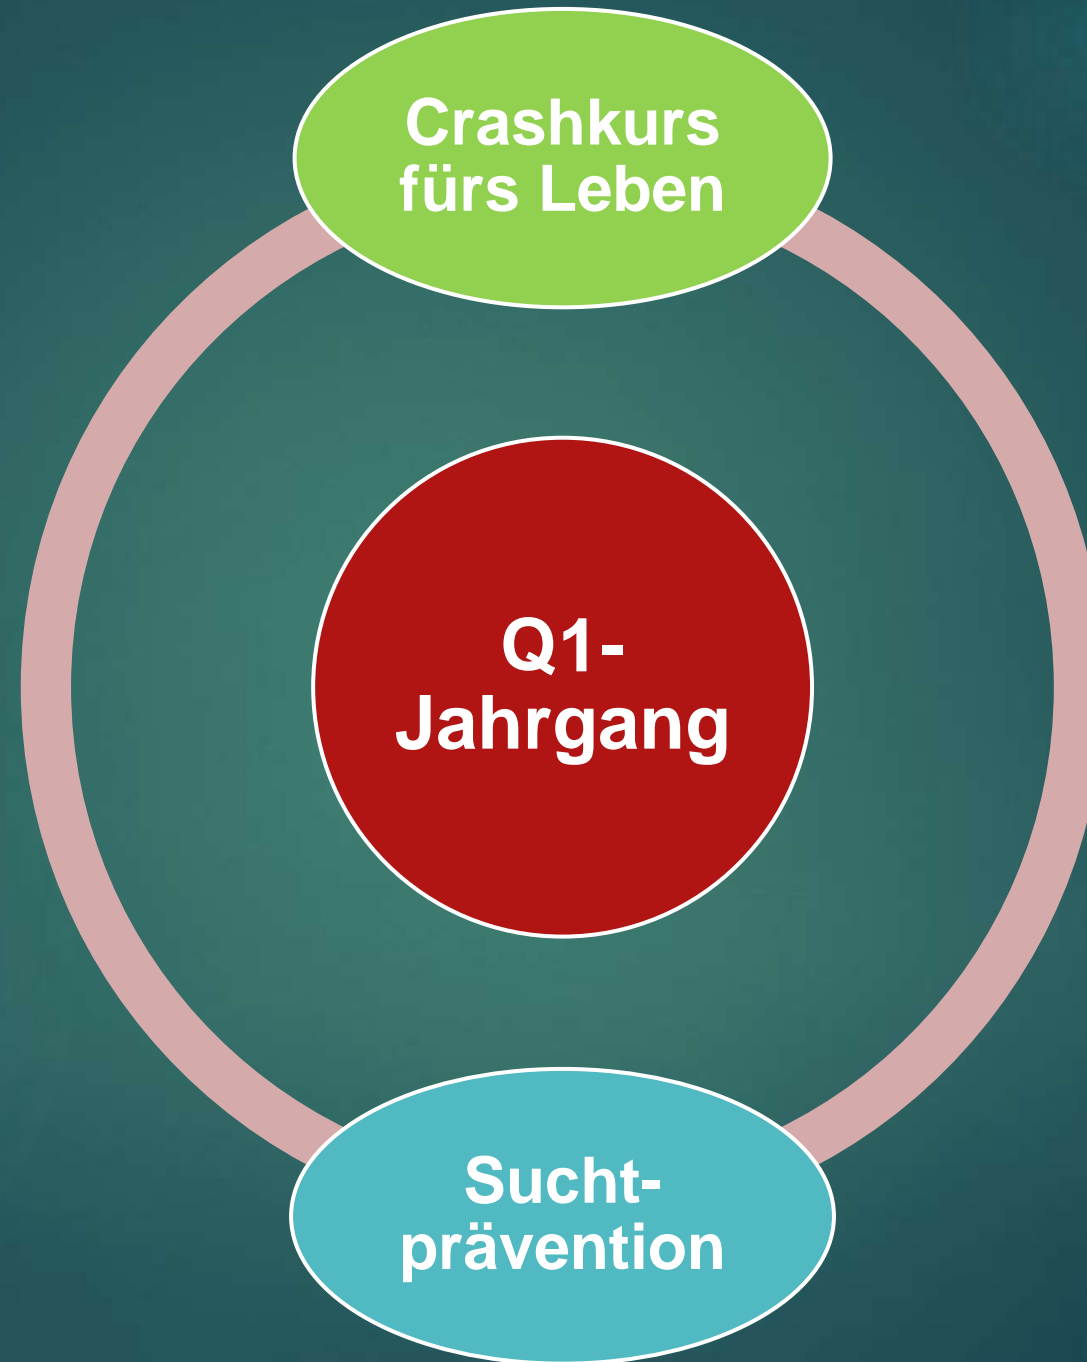 Crashkurs
fürs Leben
Q1-
Jahrgang
Sucht-
prävention